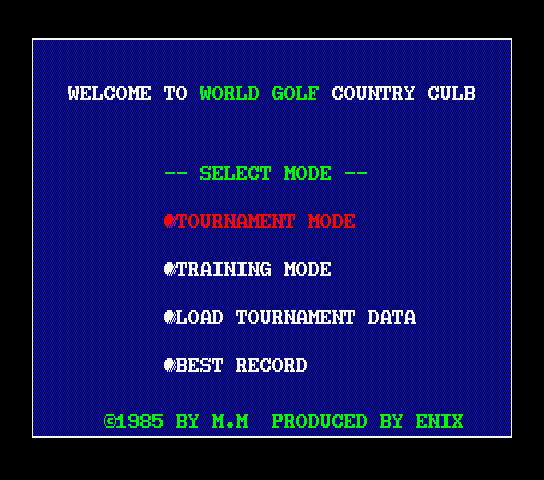 WELCOME TO WORLD GOLF COUNTRY CULB
-- SELECT MODE --
TOURNAMENT MODE
TRAINING MODE
LOAD TOURNAMENT DATA
BEST RECORD
©1985 BY M.M PRODUCED BY ENIX